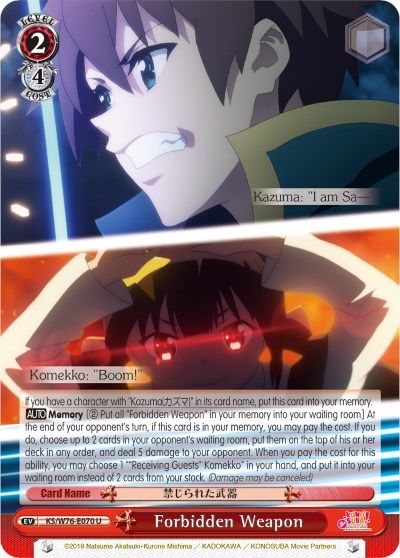 LEVEL
2
4
COST
Kazuma: "I am Sa—
Komekko: "Boom!"
If you have a character with "Kazuma(カズマ)" in its card name, put this card into your memory.
AUTO Memory [② Put all "Forbidden Weapon" in your memory into your waiting room] At
the end of your opponent's turn, if this card is in your memory, you may pay the cost. If you
do, choose up to 2 cards in your opponent's waiting room, put them on the top of his or her
deck in any order, and deal 5 damage to your opponent. When you pay the cost for this
ability, you may choose 1 ""Receiving Guests" Komekko" in your hand, and put it into your
waiting room instead of 2 cards from your stock. (Damage may be canceled)
Card Name 禁じられた武器
EV KS/W76-E070 U Forbidden Weapon
©2019 Natsume Akatsuki・Kurone Mishima / KADOKAWA / KONOSUBA Movie Partners